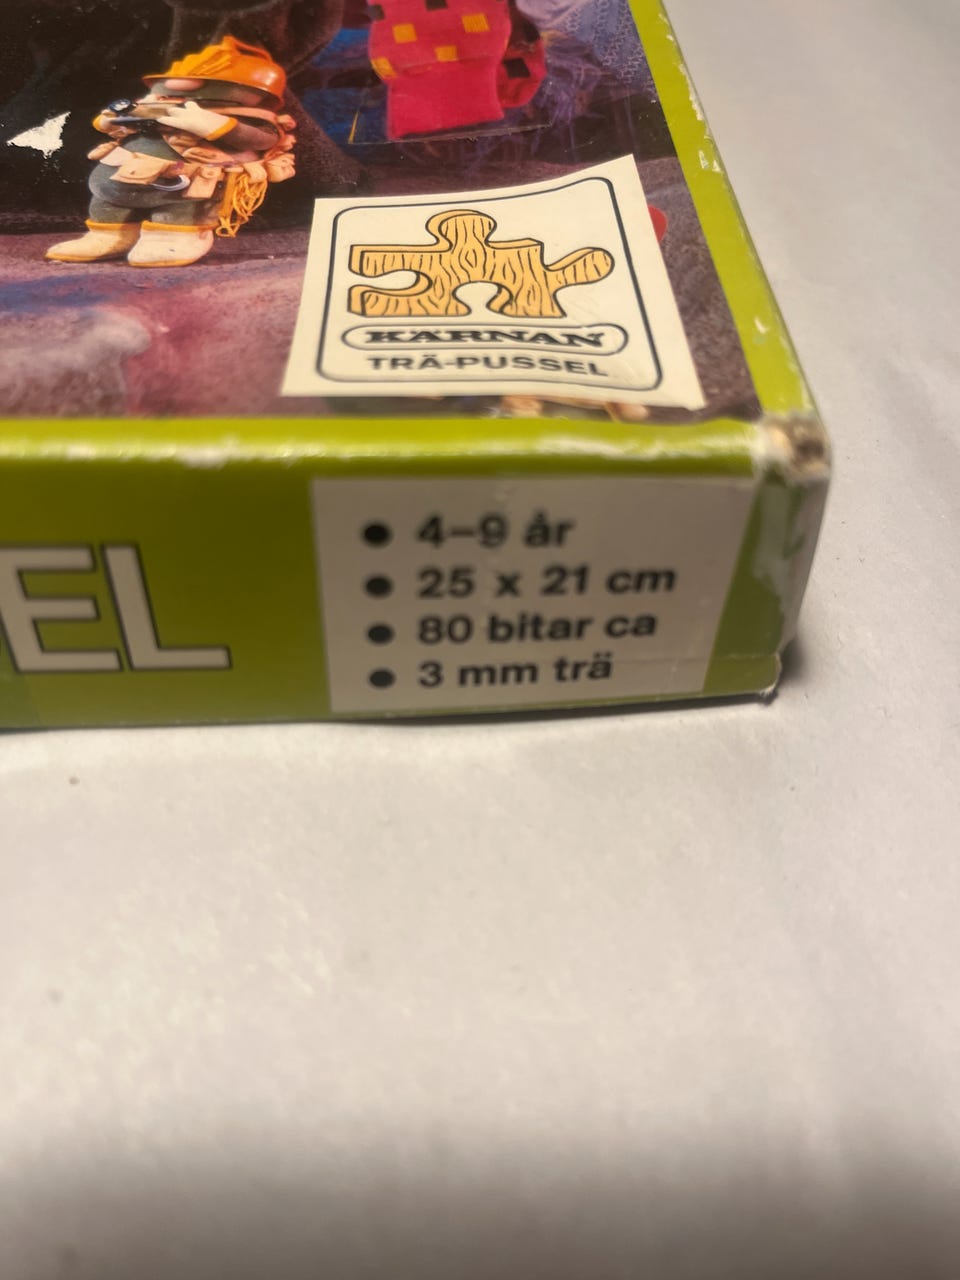 KÄRNAN
TRÄ-PUSSEL
EL
• 4–9 år
• 25 x 21 cm
• 80 bitar ca
• 3 mm trä